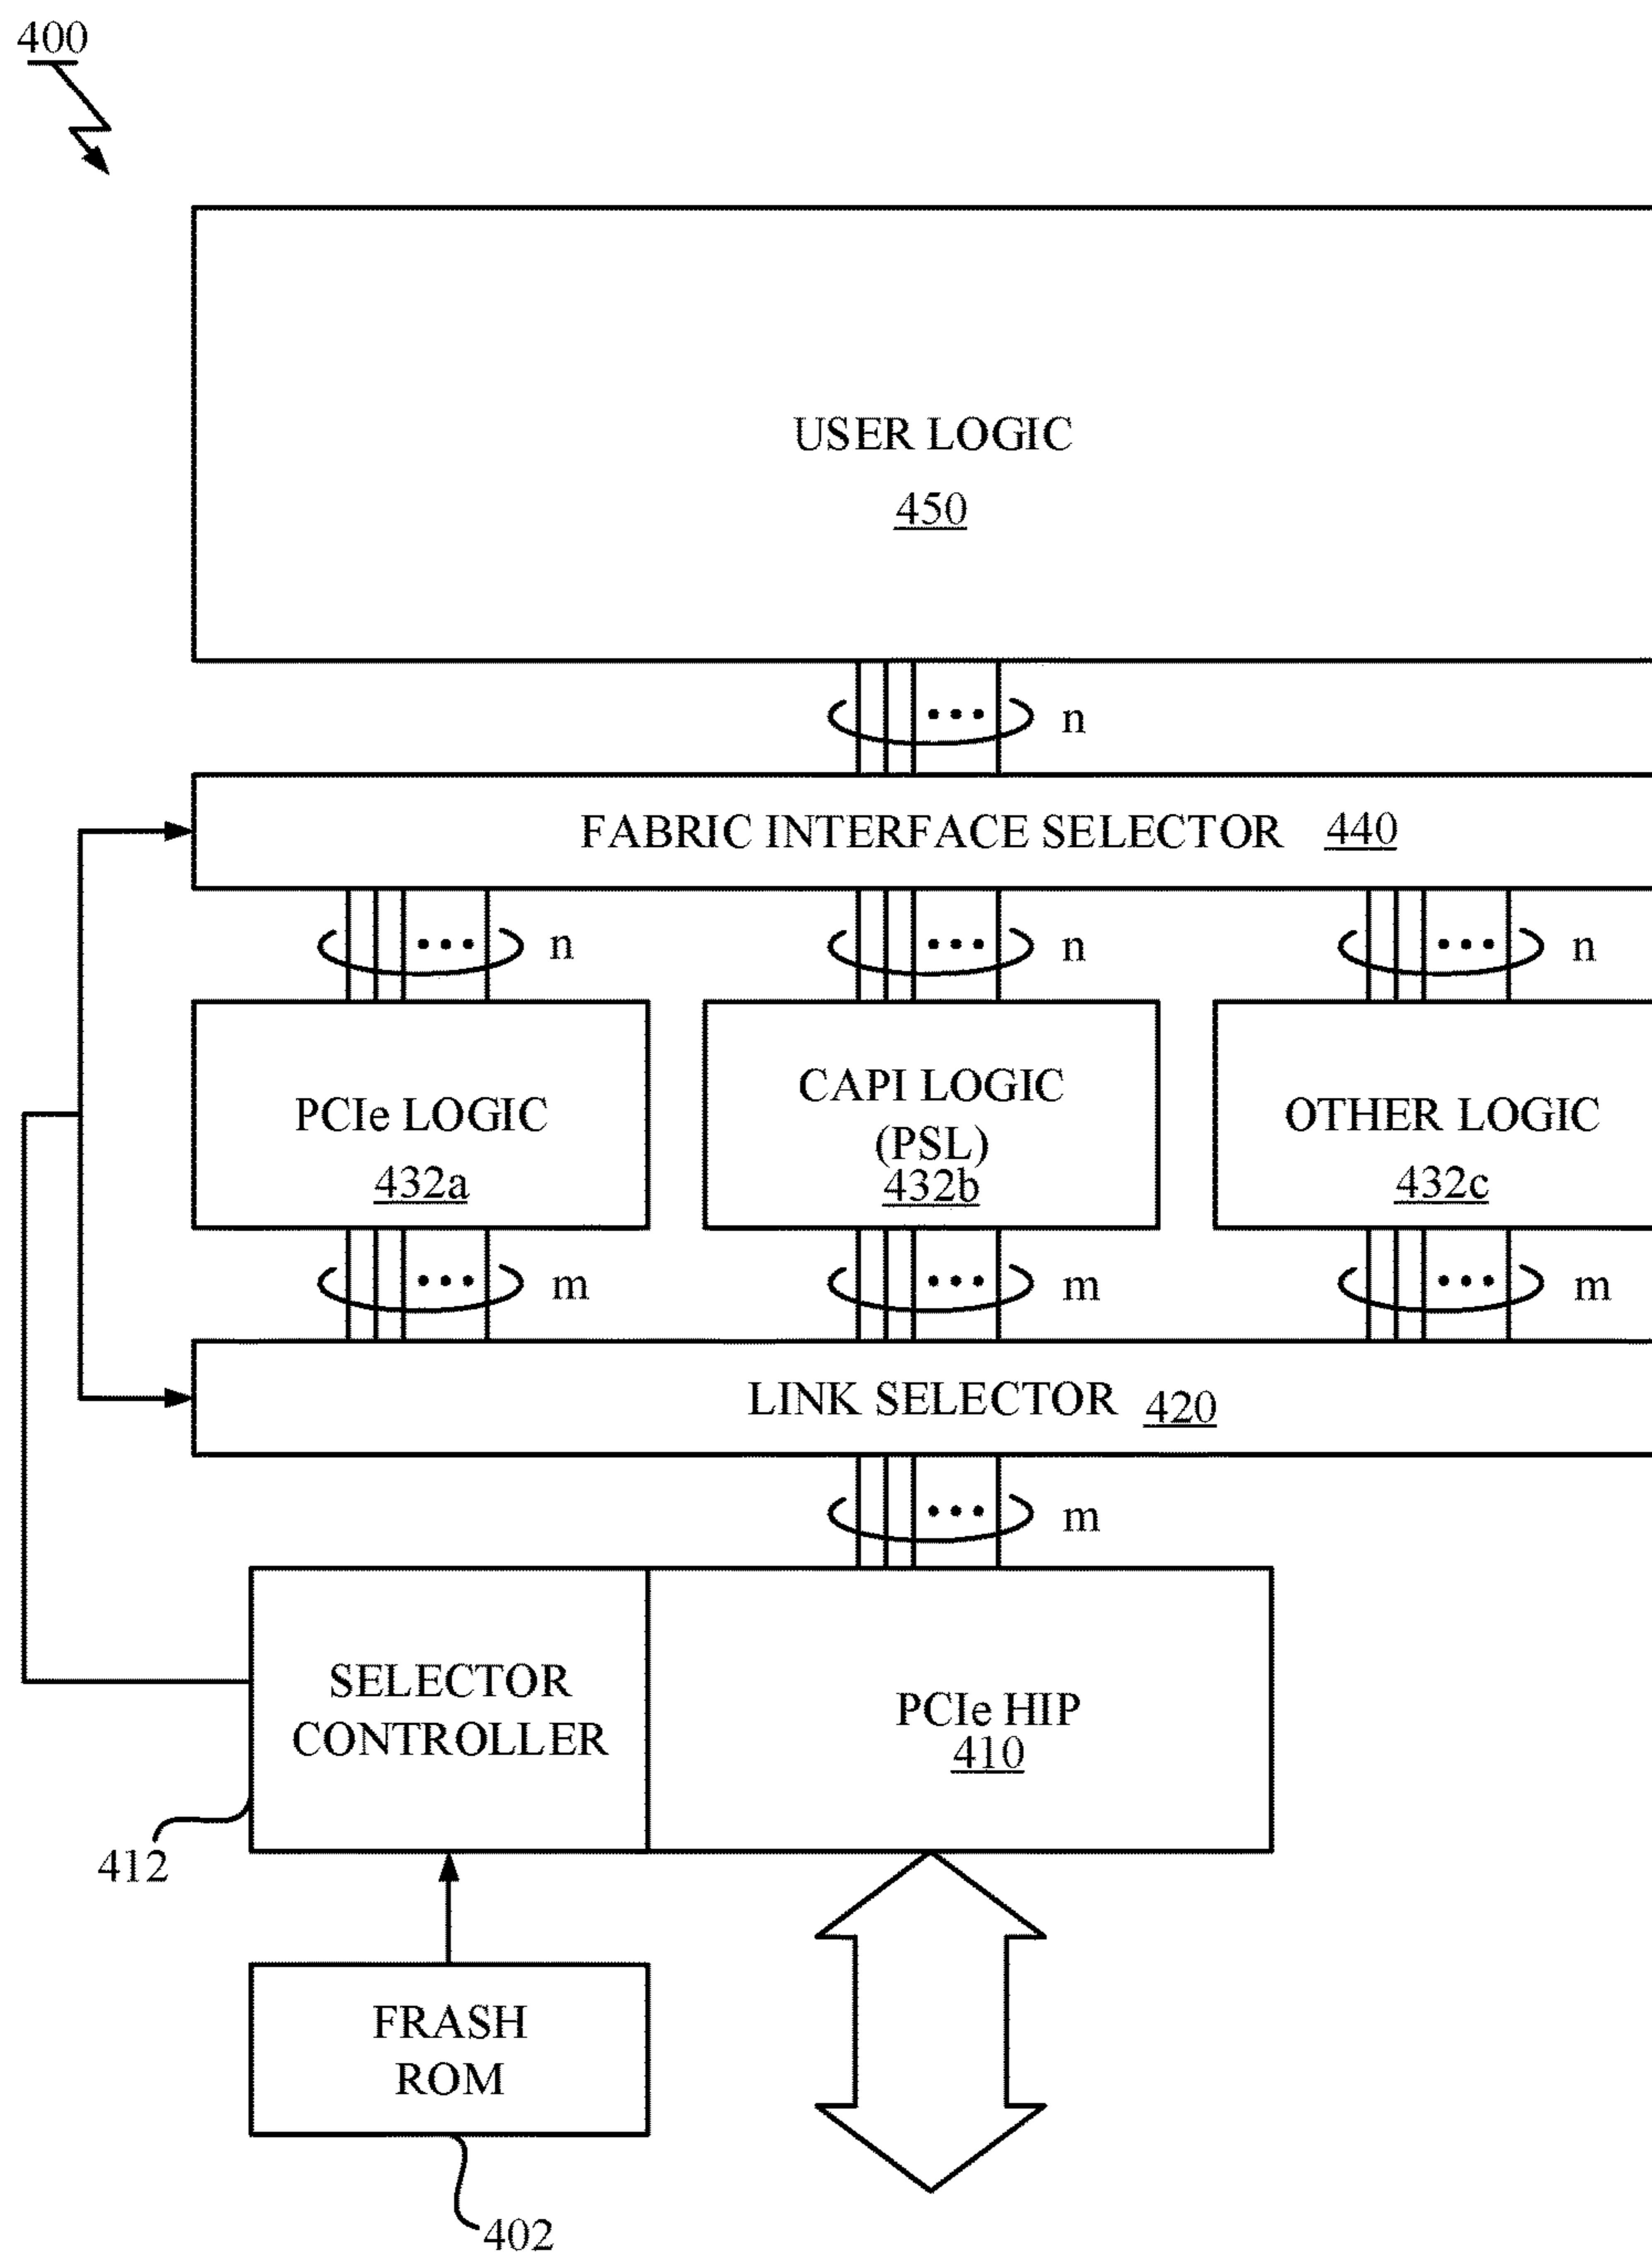 400
USER LOGIC
450
••• n
FABRIC INTERFACE SELECTOR 440
••• n ••• n ••• n
PCIe LOGIC
432a
CAPI LOGIC
(PSL)
432b
OTHER LOGIC
432c
••• m ••• m ••• m
LINK SELECTOR 420
••• m
SELECTOR
CONTROLLER
PCIe HIP
410
412
FRASH
ROM
402